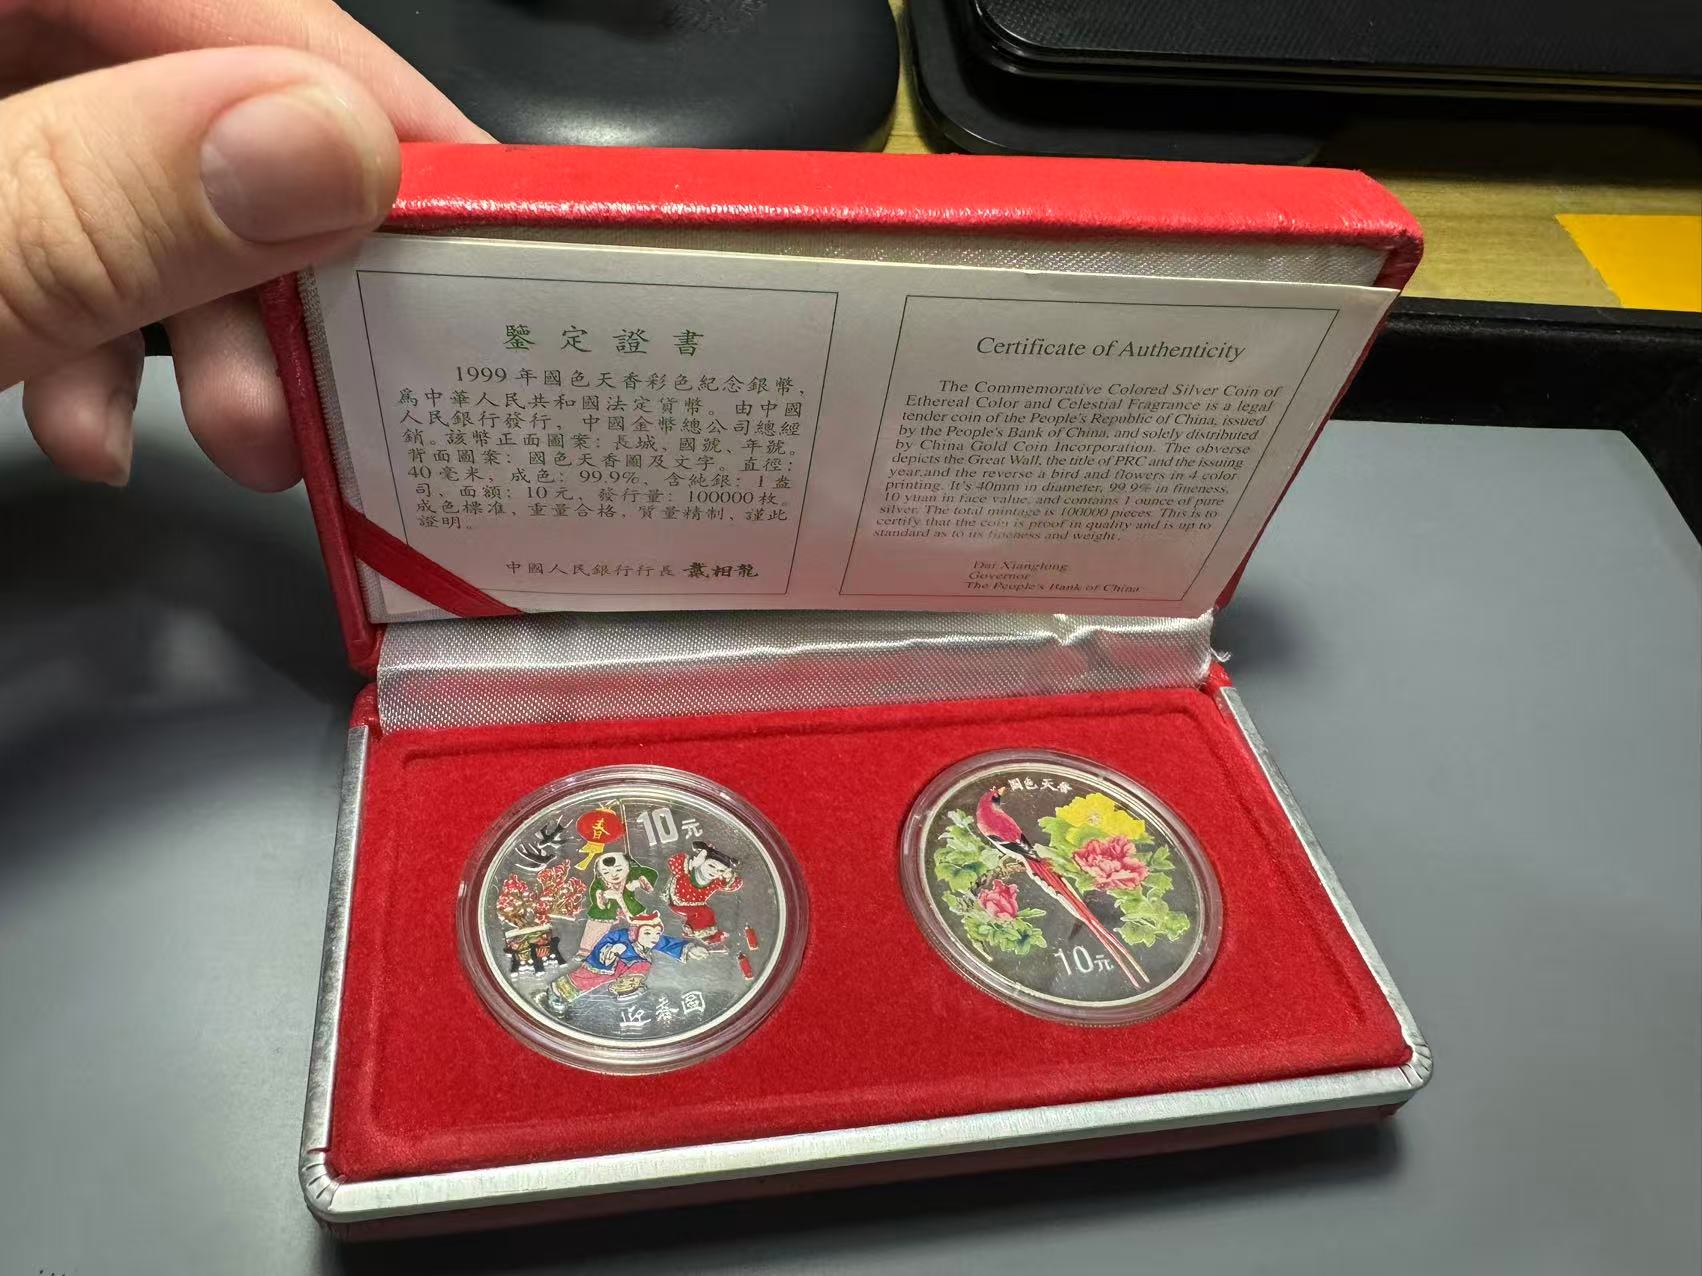 鑒定證書
1999年國色天香彩色紀念銀幣，
爲中華人民共和國法定貨幣。由中國
人民銀行發行，中國金幣總公司總經
銷。該幣正面圖案：長城、國號、年號。
背面圖案：國色天香圖及文字。直徑：
40毫米，成色：99.9%，含純銀：1盎
司，面額：10元，發行量：100000枚。
成色標准，重量合格，質量精制，謹此
證明。
中國人民銀行行長 戴相龍
Certificate of Authenticity
The Commemorative Colored Silver Coin of
Ethereal Color and Celestial Fragrance is a legal
tender coin of the People's Republic of China, issued
by the People's Bank of China, and solely distributed
by China Gold Coin Incorporation. The obverse
depicts the Great Wall, the title of PRC and the issuing
year,and the reverse a bird and flowers in 4 color
printing. It's 40mm in diameter, 99.9% in fineness,
10 yuan in face value, and contains 1 ounce of pure
silver. The total mintage is 100000 pieces. This is to
certify that the coin is proof in quality and is up to
standard as to its fineness and weight.
Dai Xianglong
Governor
The People's Bank of China
春
10元
迎春圖
國色天香
10元